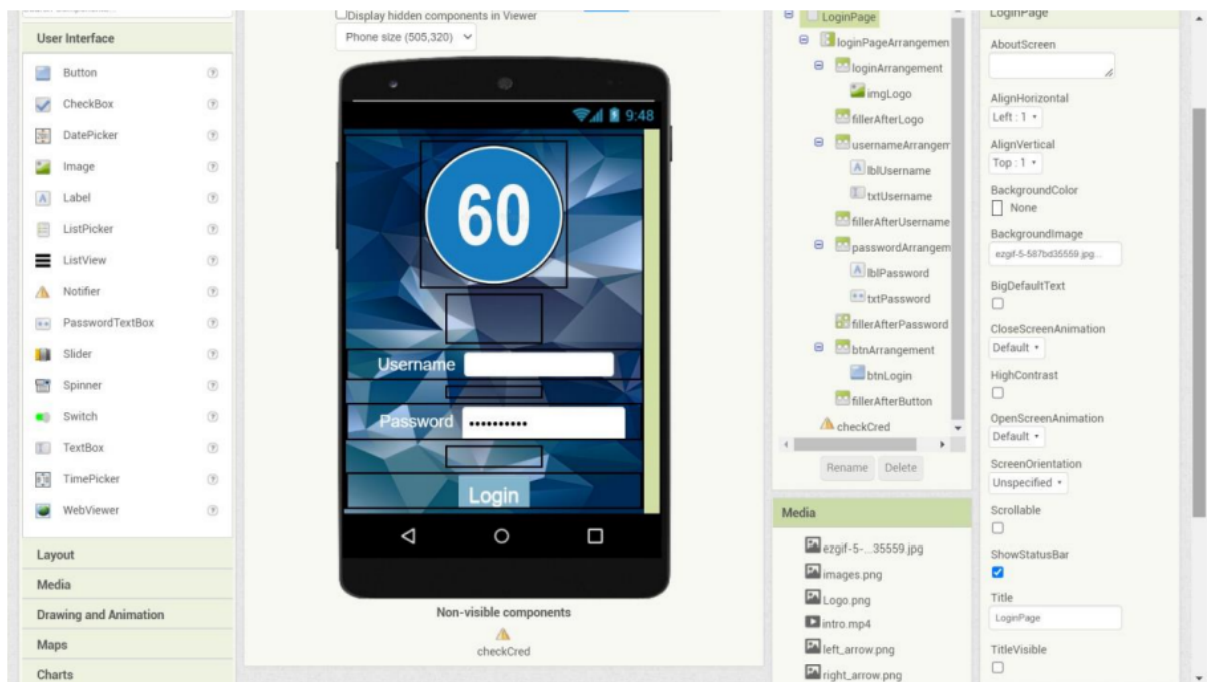 User Interface
Button
CheckBox
DatePicker
Image
Label
ListPicker
ListView
Notifier
PasswordTextBox
Slider
Spinner
Switch
TextBox
TimePicker
WebViewer
Layout
Media
Drawing and Animation
Maps
Charts
Display hidden components in Viewer
Phone size (505,320)
9:48
60
Username
Password
Login
Non-visible components
checkCred
LoginPage
loginPageArrangemen
loginArrangement
imgLogo
fillerAfterLogo
usernameArrangem
lblUsername
txtUsername
fillerAfterUsername
passwordArrangem
lblPassword
txtPassword
fillerAfterPassword
btnArrangement
btnLogin
fillerAfterButton
checkCred
Rename Delete
Media
ezgif-5-...35559.jpg
images.png
Logo.png
intro.mp4
left_arrow.png
right_arrow.png
LoginPage
AboutScreen
AlignHorizontal
Left : 1
AlignVertical
Top : 1
BackgroundColor
None
BackgroundImage
ezgif-5-587bd35559.jpg...
BigDefaultText
CloseScreenAnimation
Default
HighContrast
OpenScreenAnimation
Default
ScreenOrientation
Unspecified
Scrollable
ShowStatusBar
Title
LoginPage
TitleVisible